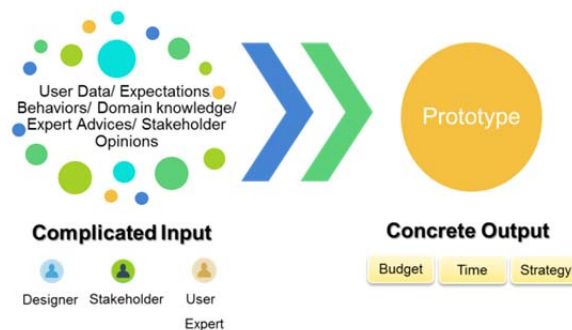 User Data/ Expectations
Behaviors/ Domain knowledge/
Expert Advices/ Stakeholder
Opinions
Prototype
Complicated Input
Concrete Output
Budget
Time
Strategy
Designer
Stakeholder
User
Expert